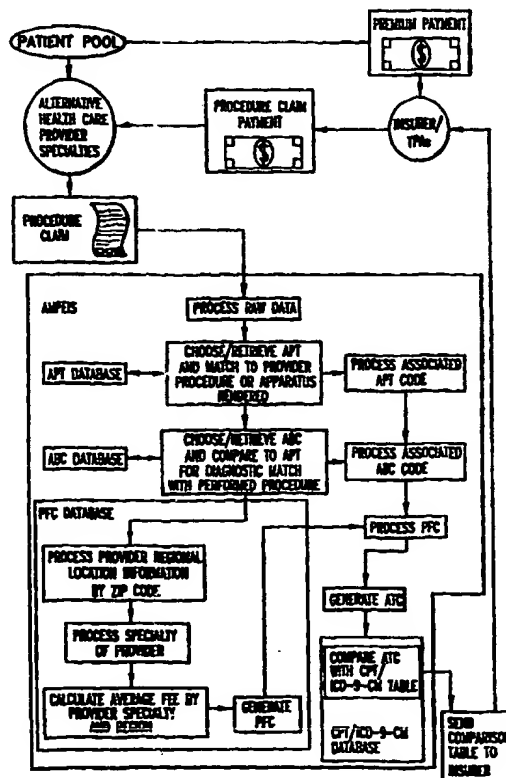 PREMIUM PAYMENT
$
PATIENT POOL
ALTERNATIVE
HEALTH CARE
PROVIDER
SPECIALTIES
PROCEDURE CLAIM
PAYMENT
$
INSURER/
TPAs
PROCEDURE
CLAIM
AMPEIS
PROCESS RAW DATA
CHOOSE/RETRIEVE APT
AND MATCH TO PROVIDER
PROCEDURE OR APPARATUS
RENDERED
APT DATABASE
PROCESS ASSOCIATED
APT CODE
CHOOSE/RETRIEVE ABC
AND COMPARE TO APT
FOR DIAGNOSTIC MATCH
WITH PERFORMED PROCEDURE
ABC DATABASE
PROCESS ASSOCIATED
ABC CODE
PFC DATABASE
PROCESS PFC
PROCESS PROVIDER REGIONAL
LOCATION INFORMATION
BY ZIP CODE
GENERATE ATC
PROCESS SPECIALTY
OF PROVIDER
CALCULATE AVERAGE FEE BY
PROVIDER SPECIALTY
AND REGION
GENERATE
PFC
COMPARE ATC
WITH CPT/
ICD-9-CM TABLE
CPT/ICD-9-CM
DATABASE
SEND
COMPARISON
TABLE TO
INSURER